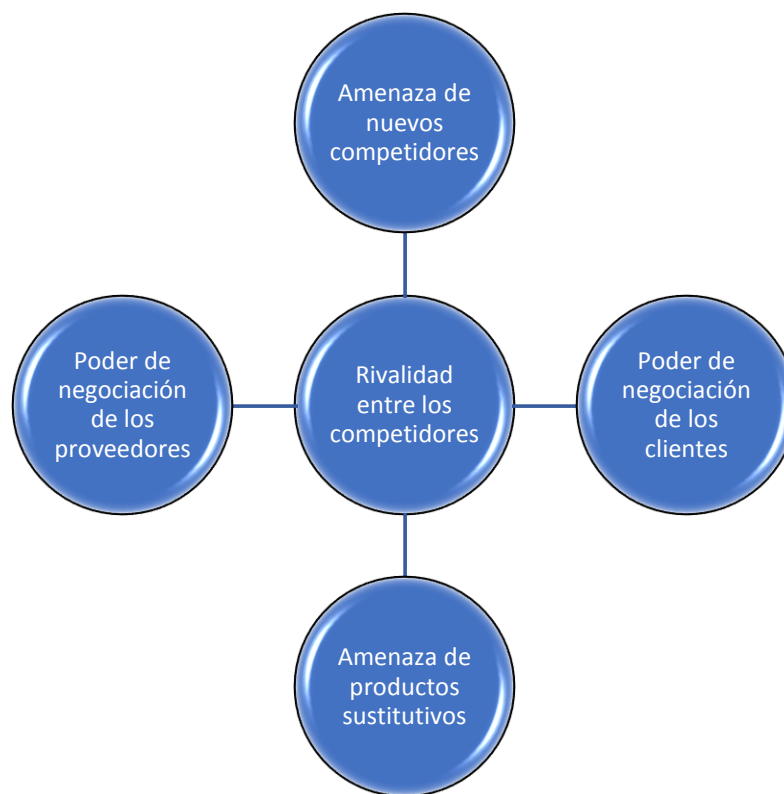 Amenaza de
nuevos
competidores
Poder de
negociación
de los
proveedores
Rivalidad
entre los
competidores
Poder de
negociación
de los
clientes
Amenaza de
productos
sustitutivos